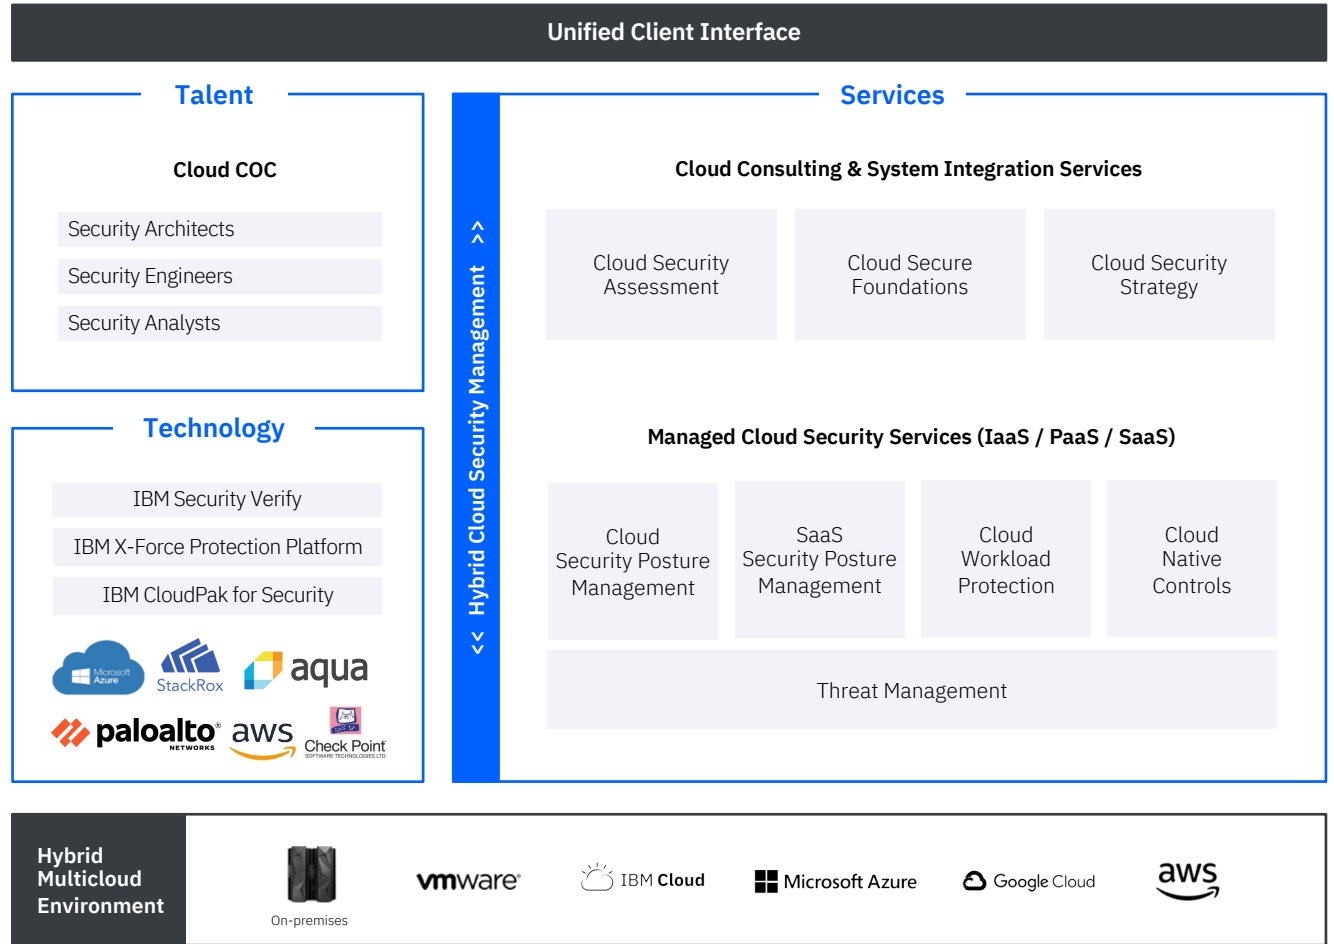 Unified Client Interface
Talent
Cloud COC
Security Architects
Security Engineers
Security Analysts
Technology
IBM Security Verify
IBM X-Force Protection Platform
IBM CloudPak for Security
Microsoft
Azure
StackRox
aqua
paloalto®
NETWORKS
aws
Check Point
SOFTWARE TECHNOLOGIES LTD
<< Hybrid Cloud Security Management >>
Services
Cloud Consulting & System Integration Services
Cloud Security
Assessment
Cloud Secure
Foundations
Cloud Security
Strategy
Managed Cloud Security Services (IaaS / PaaS / SaaS)
Cloud
Security Posture
Management
SaaS
Security Posture
Management
Cloud
Workload
Protection
Cloud
Native
Controls
Threat Management
Hybrid
Multicloud
Environment
On-premises
vmware®
IBM Cloud
Microsoft Azure
Google Cloud
aws